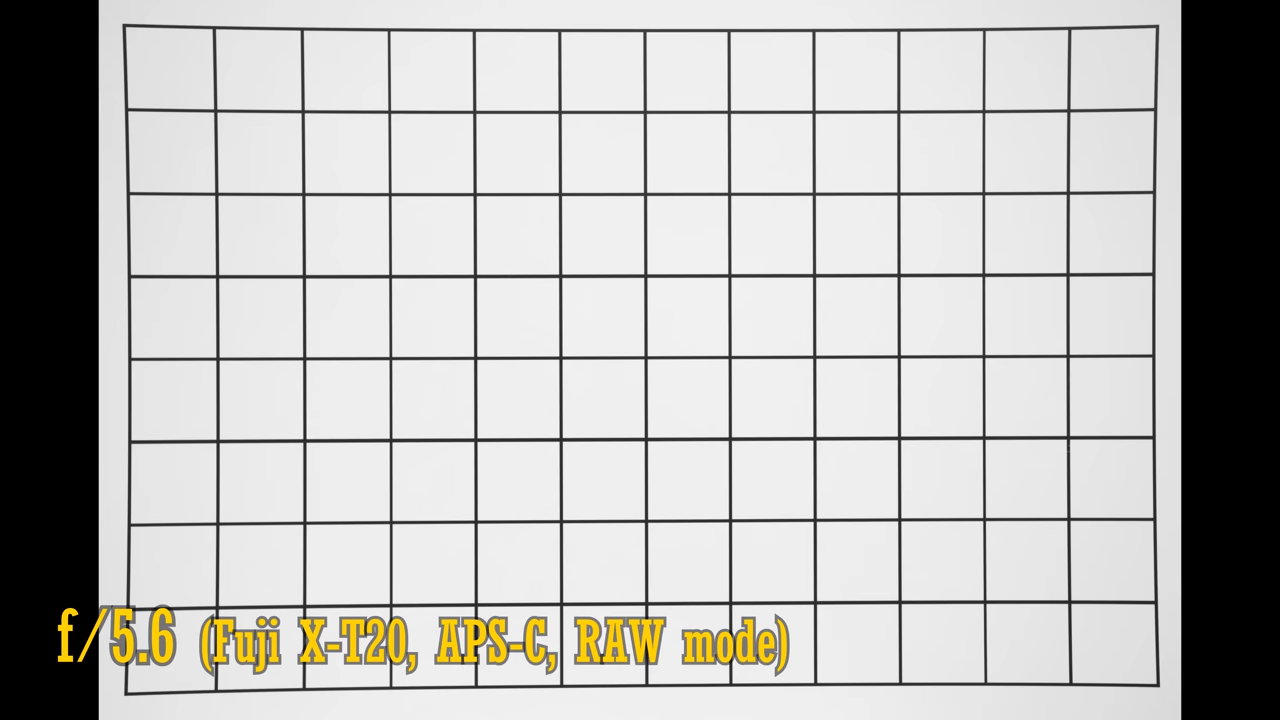 f/5.6 (Fuji X-T20, APS-C, RAW mode)